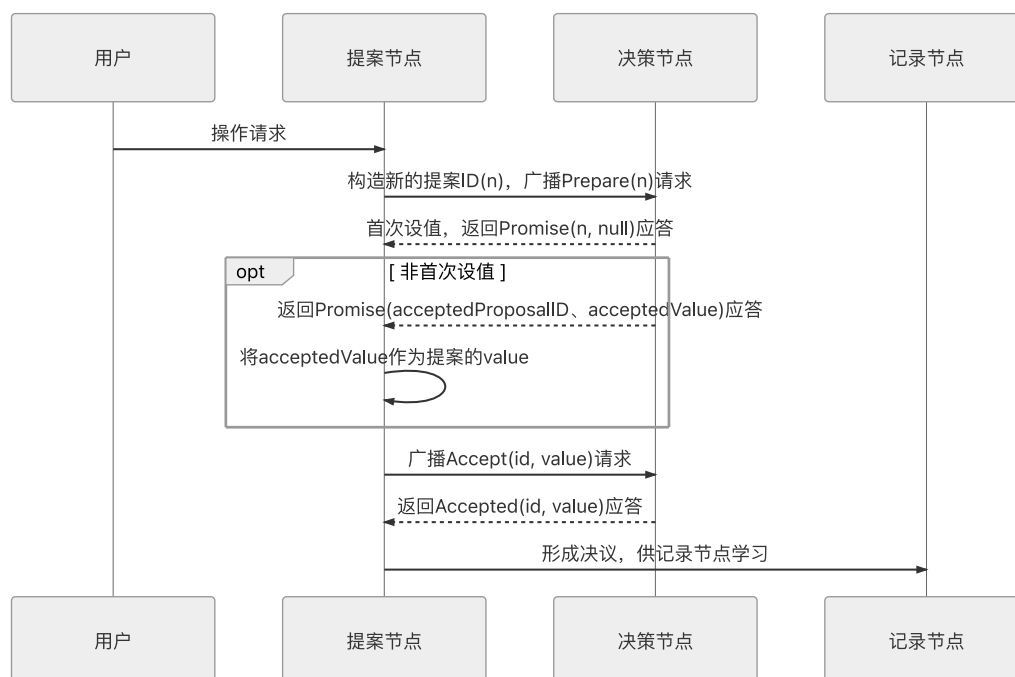 用户 提案节点 决策节点 记录节点
操作请求
构造新的提案ID(n)，广播Prepare(n)请求
首次设值，返回Promise(n, null)应答
opt [ 非首次设值 ]
返回Promise(acceptedProposalID、acceptedValue)应答
将acceptedValue作为提案的value
广播Accept(id, value)请求
返回Accepted(id, value)应答
形成决议，供记录节点学习
用户 提案节点 决策节点 记录节点